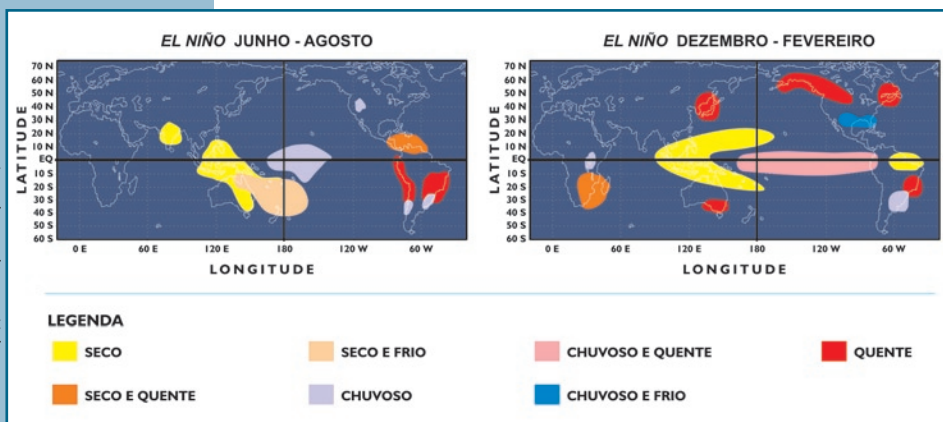 EL NIÑO JUNHO - AGOSTO
70 N
60 N
50 N
40 N
30 N
20 N
10 N
EQ
10 S
20 S
30 S
40 S
50 S
60 S
LATITUDE
0 E
60 E
120 E
180
120 W
60 W
LONGITUDE
EL NIÑO DEZEMBRO - FEVEREIRO
70 N
60 N
50 N
40 N
30 N
20 N
10 N
EQ
10 S
20 S
30 S
40 S
50 S
60 S
LATITUDE
0 E
60 E
120 E
180
120 W
60 W
LONGITUDE
LEGENDA
SECO
SECO E FRIO
CHUVOSO E QUENTE
QUENTE
SECO E QUENTE
CHUVOSO
CHUVOSO E FRIO